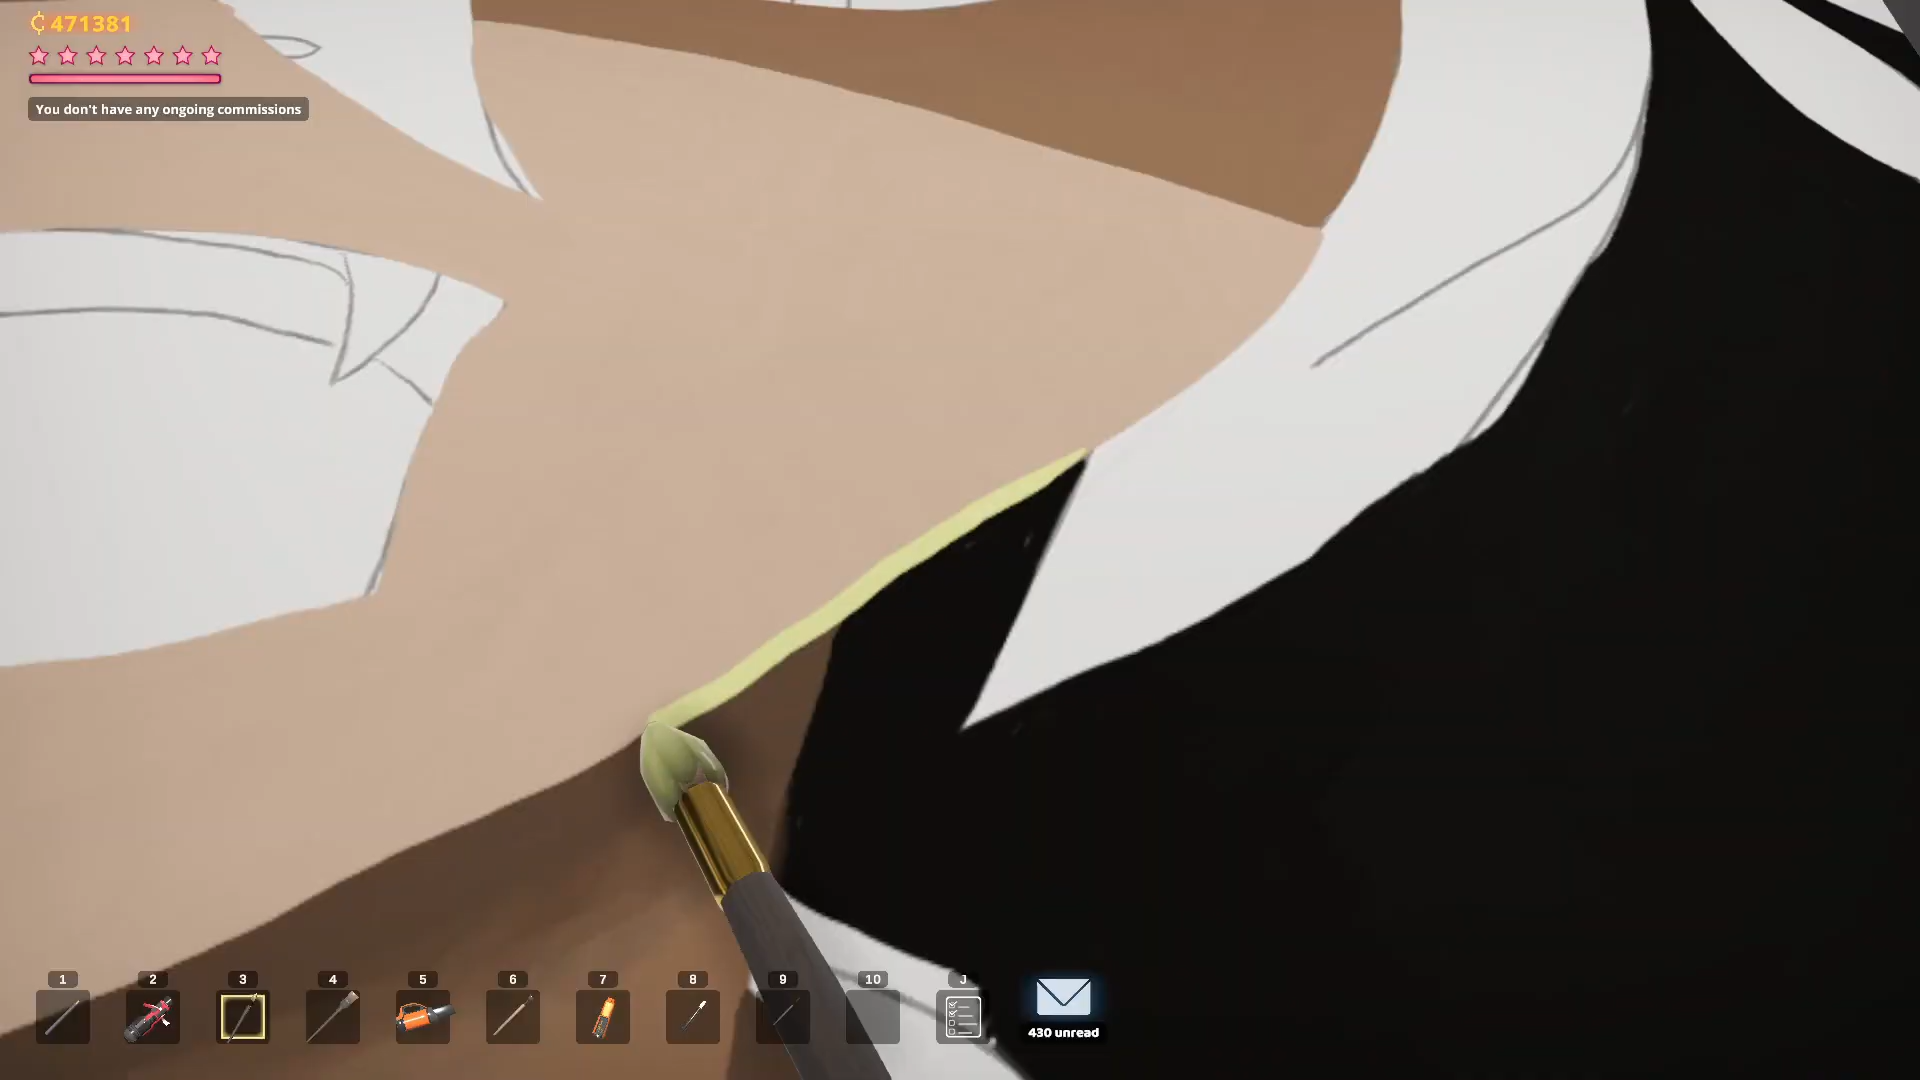 ₵ 471381
You don't have any ongoing commissions
1 2 3 4 5 6 7 8 9 10 J
430 unread